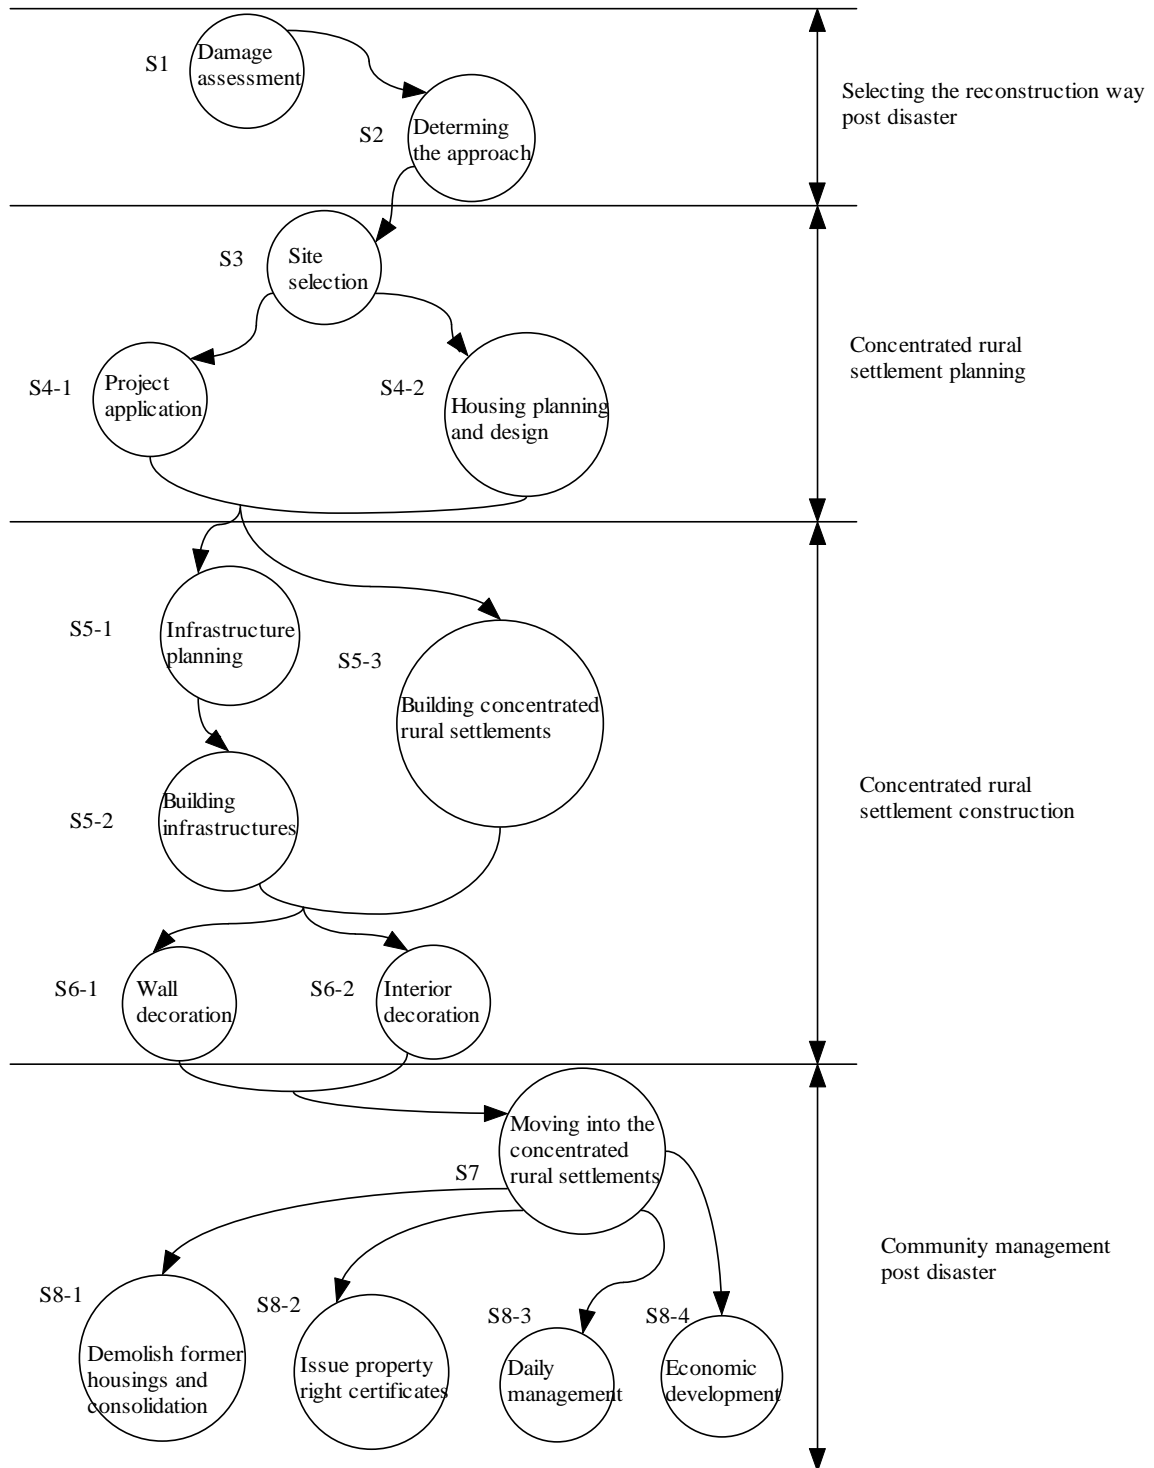 S1
Damage
assessment
S2
Determing
the approach
Selecting the reconstruction way
post disaster
S3
Site
selection
S4-1
Project
application
S4-2
Housing planning
and design
Concentrated rural
settlement planning
S5-1
Infrastructure
planning
S5-3
Building concentrated
rural settlements
S5-2
Building
infrastructures
Concentrated rural
settlement construction
S6-1
Wall
decoration
S6-2
Interior
decoration
S7
Moving into the
concentrated
rural settlements
Community management
post disaster
S8-1
Demolish former
housings and
consolidation
S8-2
Issue property
right certificates
S8-3
Daily
management
S8-4
Economic
development